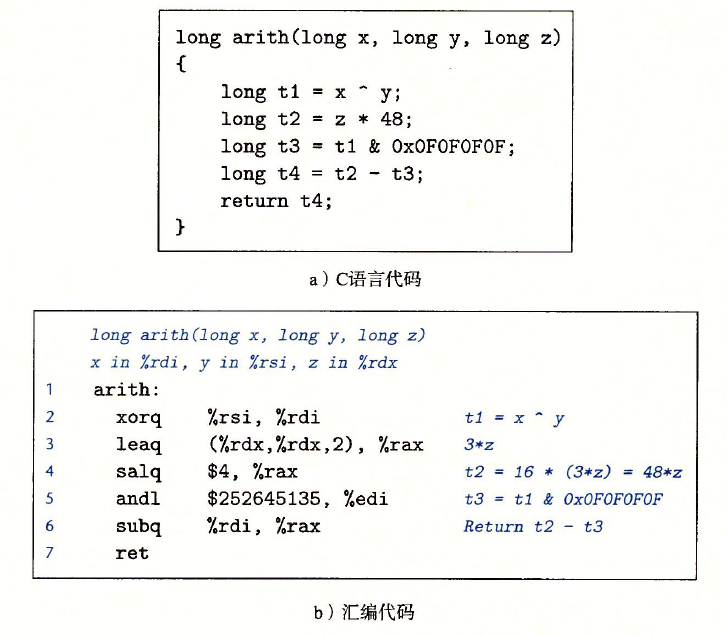 long arith(long x, long y, long z)
{
    long t1 = x ^ y;
    long t2 = z * 48;
    long t3 = t1 & 0x0F0F0F0F;
    long t4 = t2 - t3;
    return t4;
}
a）C语言代码
long arith(long x, long y, long z)
x in %rdi, y in %rsi, z in %rdx
1 arith:
2 xorq %rsi, %rdi t1 = x ^ y
3 leaq (%rdx,%rdx,2), %rax 3*z
4 salq $4, %rax t2 = 16 * (3*z) = 48*z
5 andl $252645135, %edi t3 = t1 & 0x0F0F0F0F
6 subq %rdi, %rax Return t2 - t3
7 ret
b）汇编代码